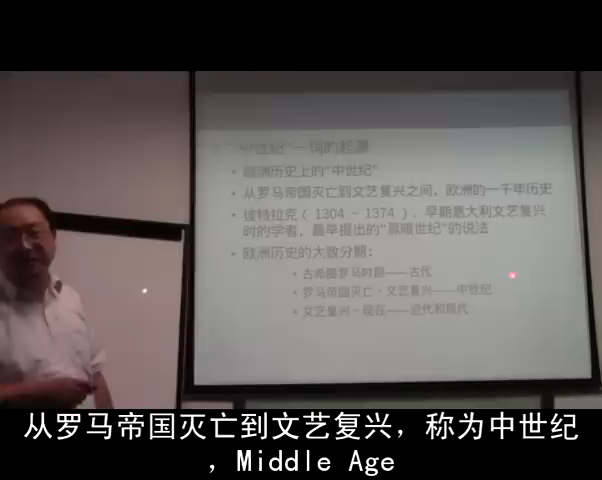 "中世纪"一词的起源
• 欧洲历史上的"中世纪"
• 从罗马帝国灭亡到文艺复兴之间，欧洲的一千年历史
• 彼特拉克（1304 - 1374），早期意大利文艺复兴
时的学者，最早提出的"黑暗世纪"的说法
• 欧洲历史的大致分期：
• 古希腊罗马时期——古代
• 罗马帝国灭亡 - 文艺复兴——中世纪
• 文艺复兴 - 现在——近代和现代
从罗马帝国灭亡到文艺复兴，称为中世纪
，Middle Age